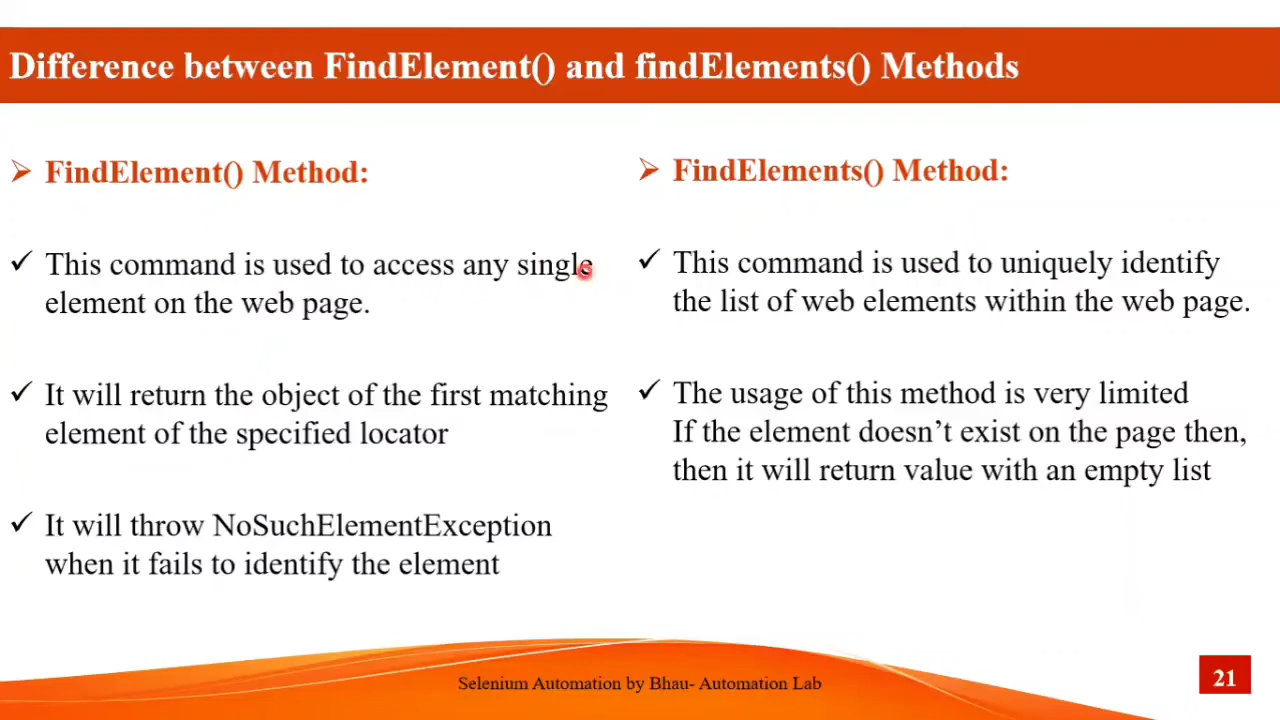 Difference between FindElement() and findElements() Methods
FindElement() Method:
This command is used to access any single
element on the web page.
It will return the object of the first matching
element of the specified locator
It will throw NoSuchElementException
when it fails to identify the element
FindElements() Method:
This command is used to uniquely identify
the list of web elements within the web page.
The usage of this method is very limited
If the element doesn’t exist on the page then,
then it will return value with an empty list
Selenium Automation by Bhau- Automation Lab
21